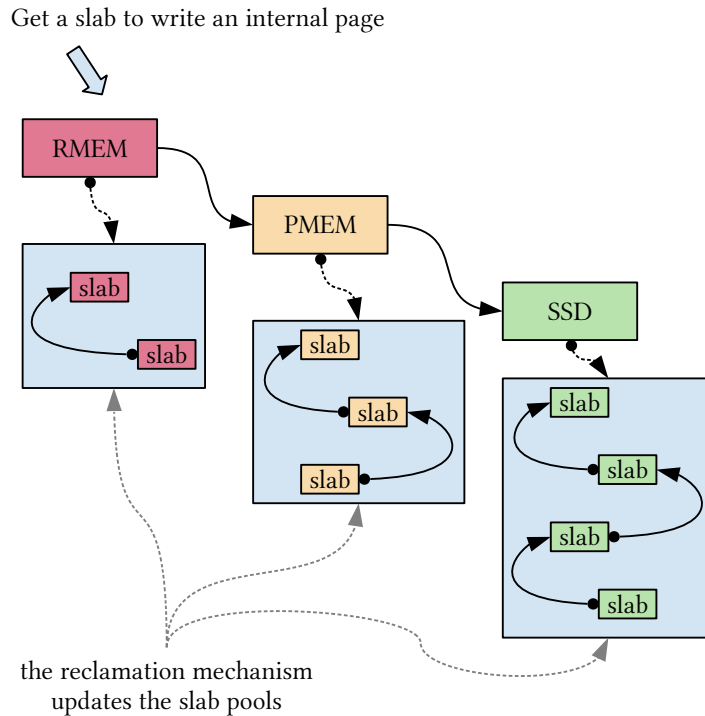 Get a slab to write an internal page
RMEM
PMEM
SSD
slab
slab
slab
slab
slab
slab
slab
slab
slab
the reclamation mechanism
updates the slab pools